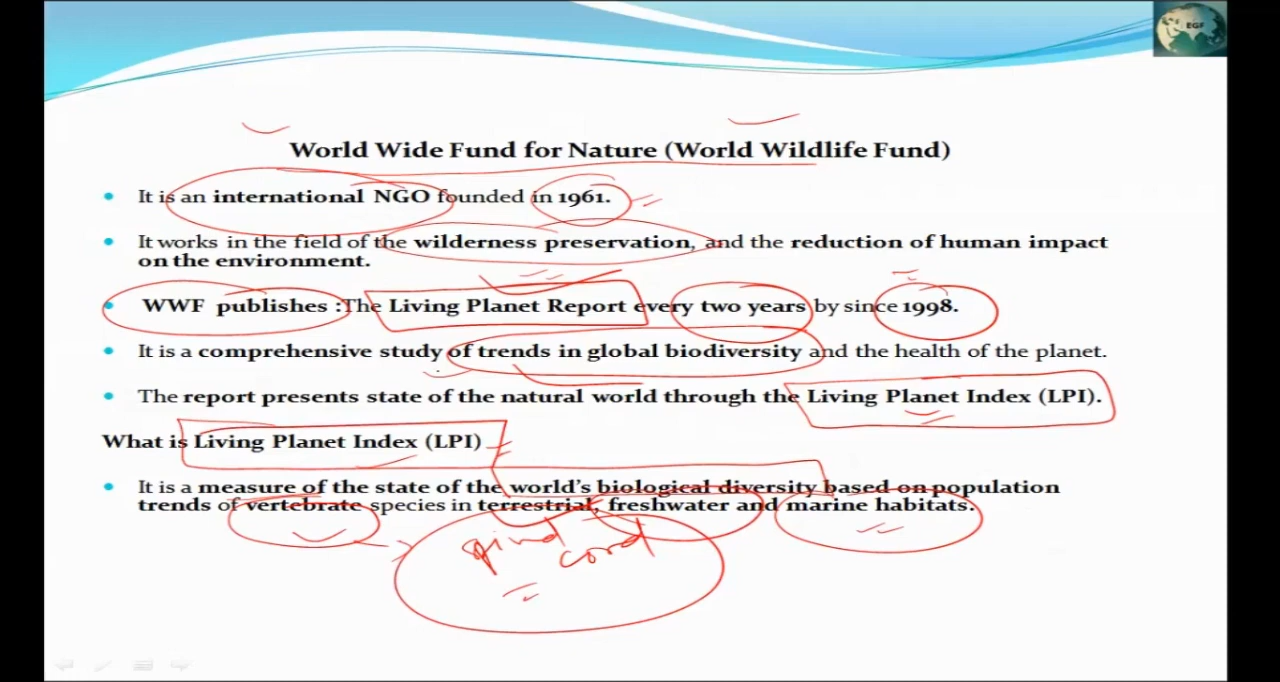 EGF
World Wide Fund for Nature (World Wildlife Fund)
• It is an international NGO founded in 1961.
• It works in the field of the wilderness preservation, and the reduction of human impact
on the environment.
• WWF publishes :The Living Planet Report every two years by since 1998.
• It is a comprehensive study of trends in global biodiversity and the health of the planet.
• The report presents state of the natural world through the Living Planet Index (LPI).
What is Living Planet Index (LPI)
• It is a measure of the state of the world's biological diversity based on population
trends of vertebrate species in terrestrial, freshwater and marine habitats.
cord